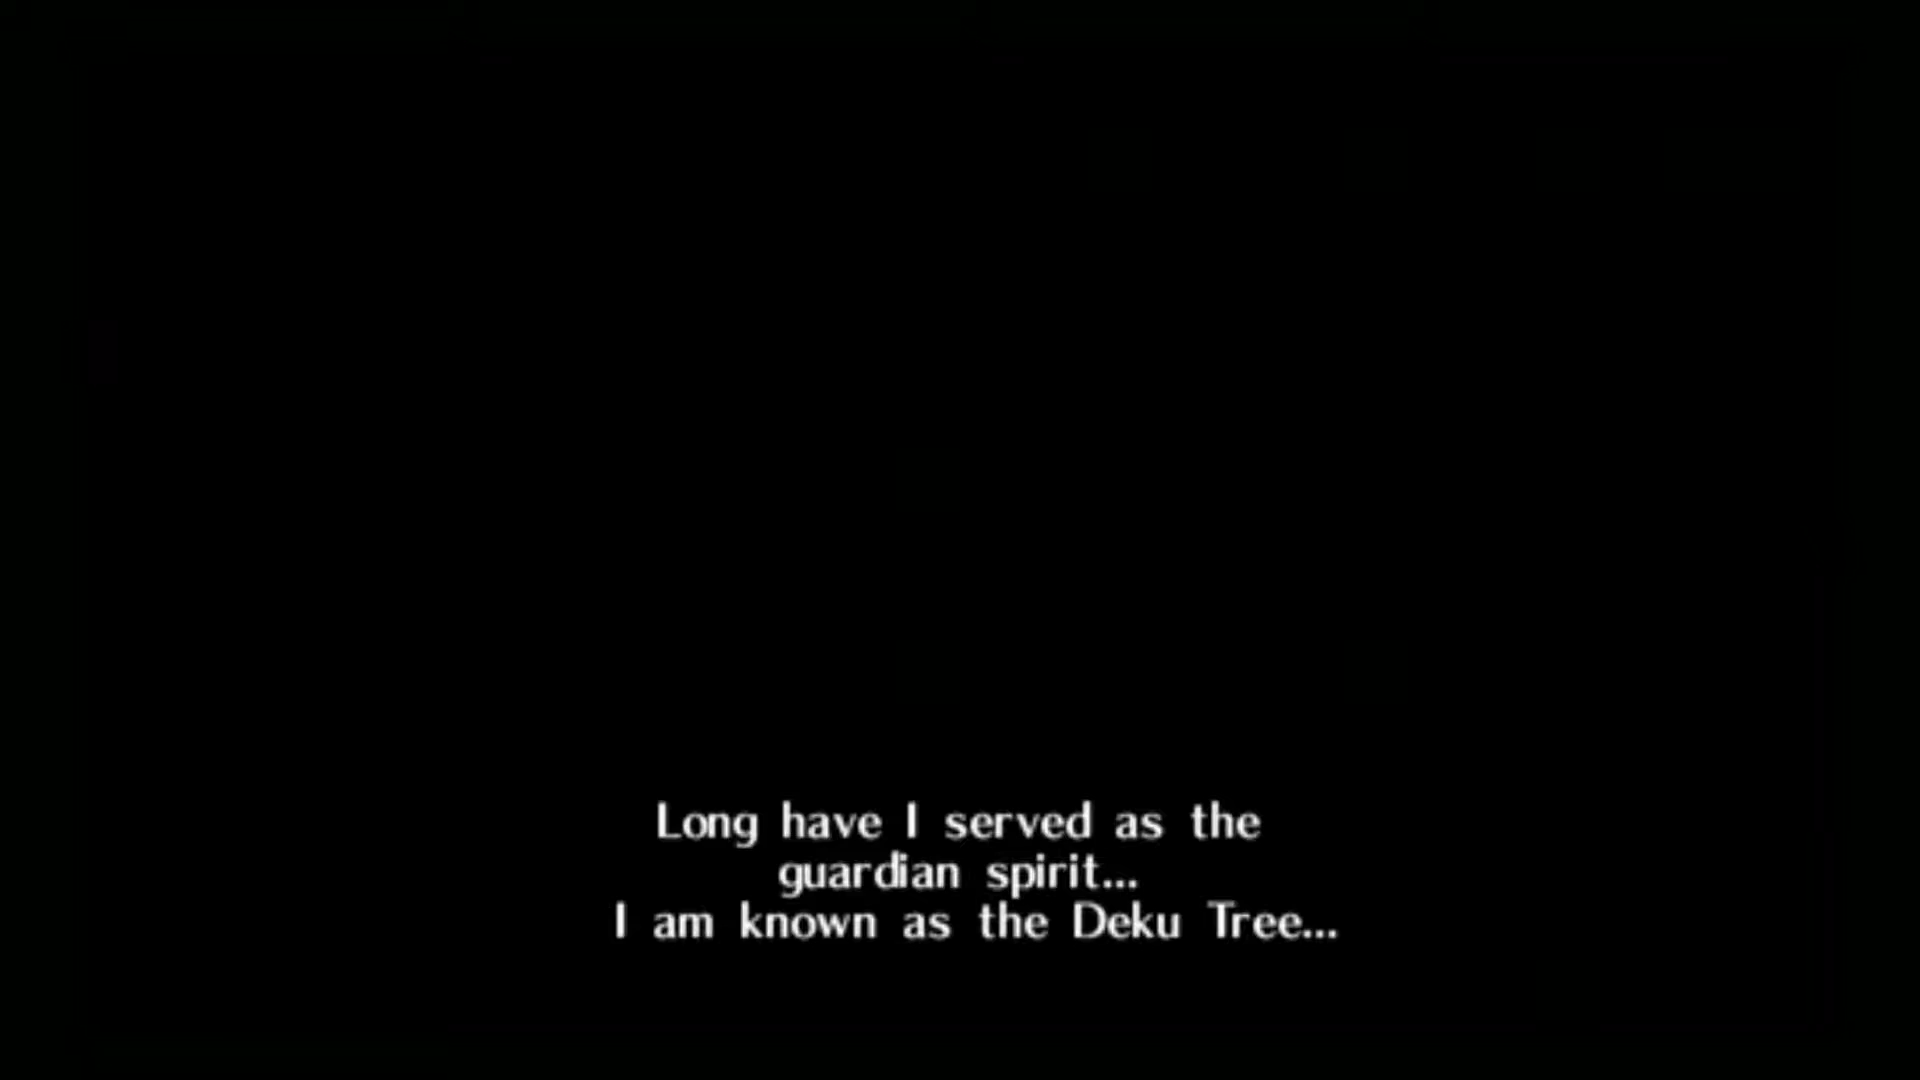 Long have I served as the
guardian spirit...
I am known as the Deku Tree...